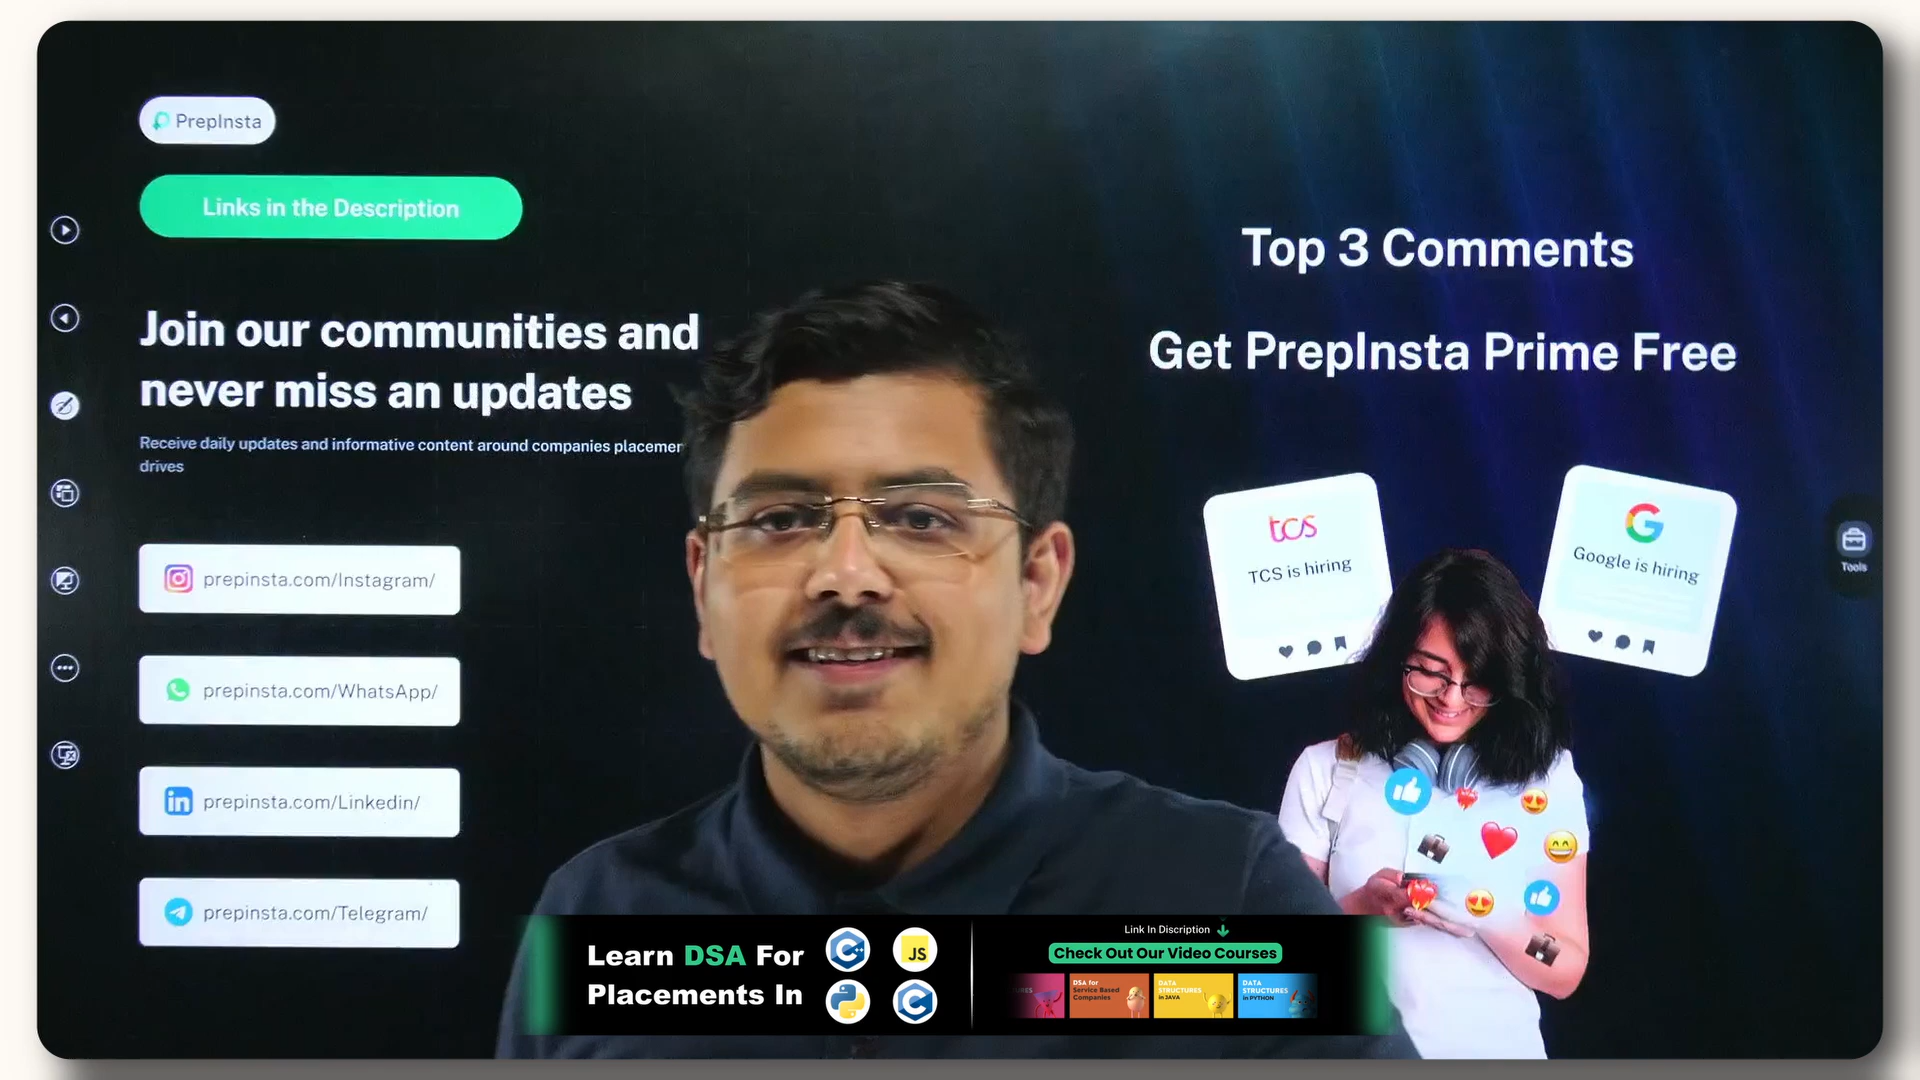 PrepInsta
Links in the Description
Join our communities and
never miss an updates
Receive daily updates and informative content around companies
drives
prepinsta.com/Instagram/
prepinsta.com/WhatsApp/
prepinsta.com/Linkedin/
prepinsta.com/Telegram/
Top 3 Comments
Get PrepInsta Prime Free
tcs
TCS is hiring
G
Google is hiring
Tools
Learn DSA For
Placements In
C++
JS
C
Link In Discription
Check Out Our Video Courses
DSA for
Service Based
Companies
DATA
STRUCTURES
in JAVA
DATA
STRUCTURES
in PYTHON